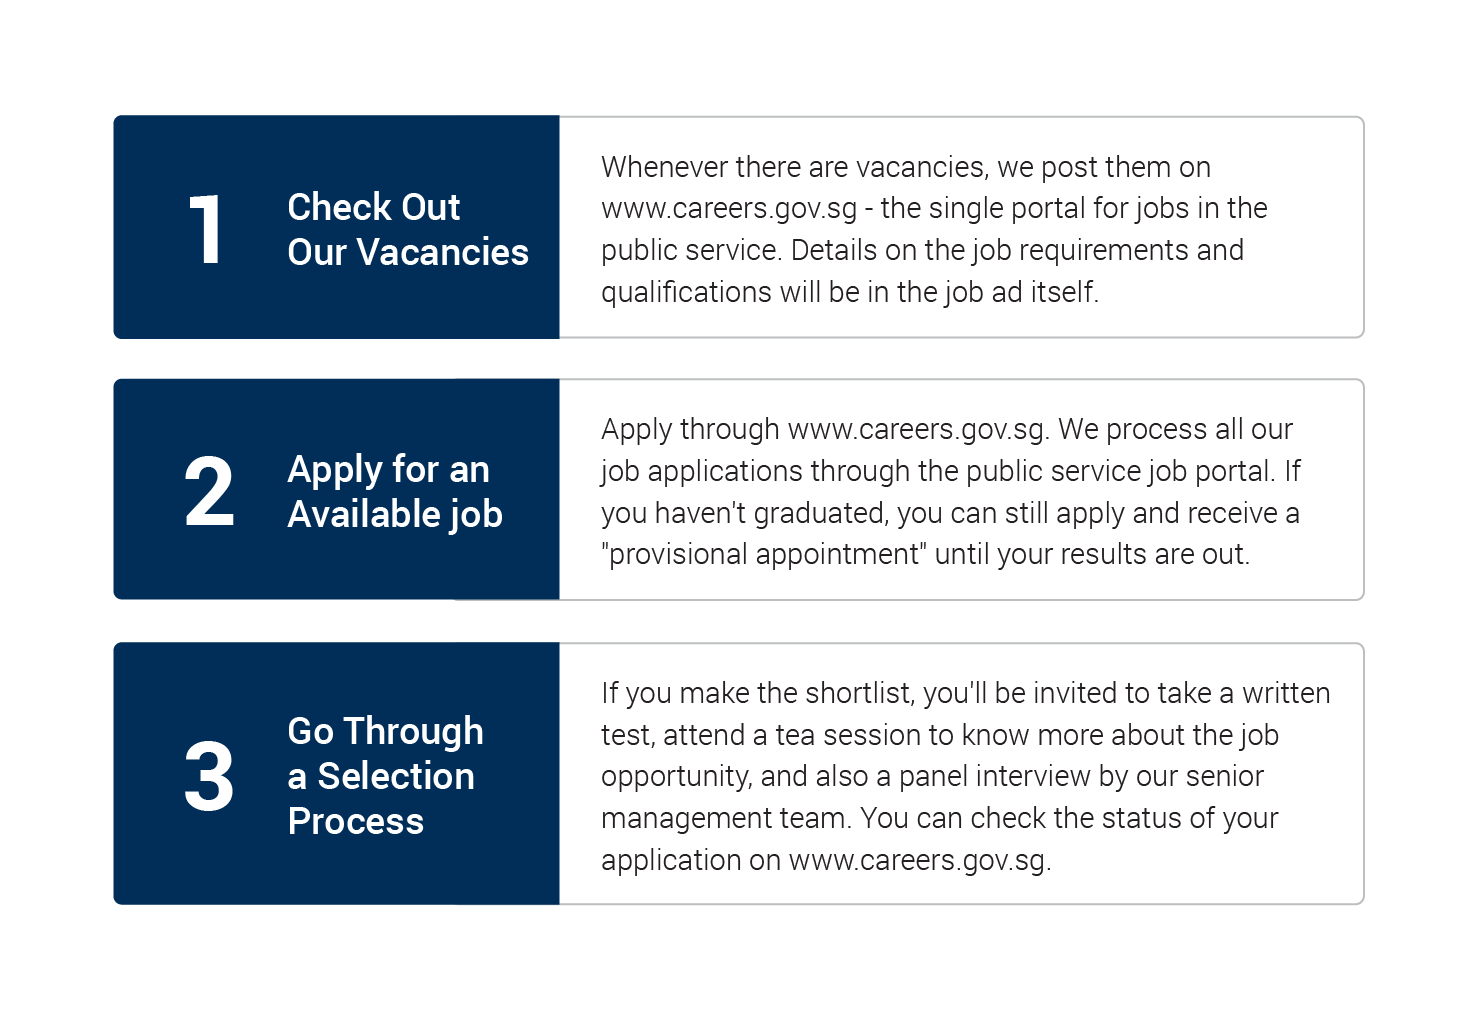 1
Check Out
Our Vacancies
Whenever there are vacancies, we post them on
www.careers.gov.sg - the single portal for jobs in the
public service. Details on the job requirements and
qualifications will be in the job ad itself.
2
Apply for an
Available job
Apply through www.careers.gov.sg. We process all our
job applications through the public service job portal. If
you haven't graduated, you can still apply and receive a
"provisional appointment" until your results are out.
3
Go Through
a Selection
Process
If you make the shortlist, you'll be invited to take a written
test, attend a tea session to know more about the job
opportunity, and also a panel interview by our senior
management team. You can check the status of your
application on www.careers.gov.sg.